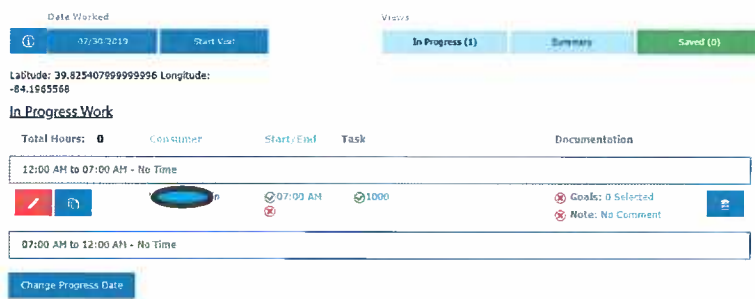 Date Worked
Views
07/30/2019
Start Visit
In Progress (1)
Summary
Saved (0)
Latitude: 39.825407999999996 Longitude:
-84.1965568
In Progress Work
Total Hours: 0
Consumer
Start/End
Task
Documentation
12:00 AM to 07:00 AM - No Time
07:00 AM
1000
Goals: 0 Selected
Note: No Comment
07:00 AM to 12:00 AM - No Time
Change Progress Date